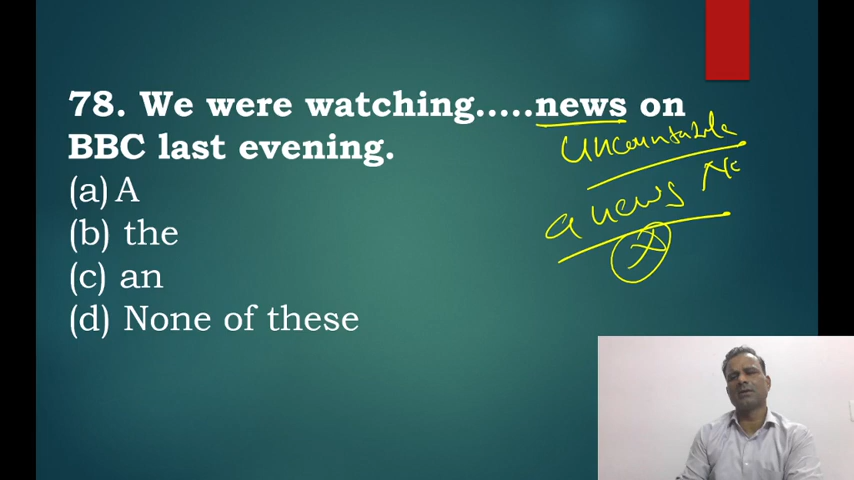 78. We were watching.....news on
BBC last evening.
(a) A
(b) the
(c) an
(d) None of these
Uncountable
a news